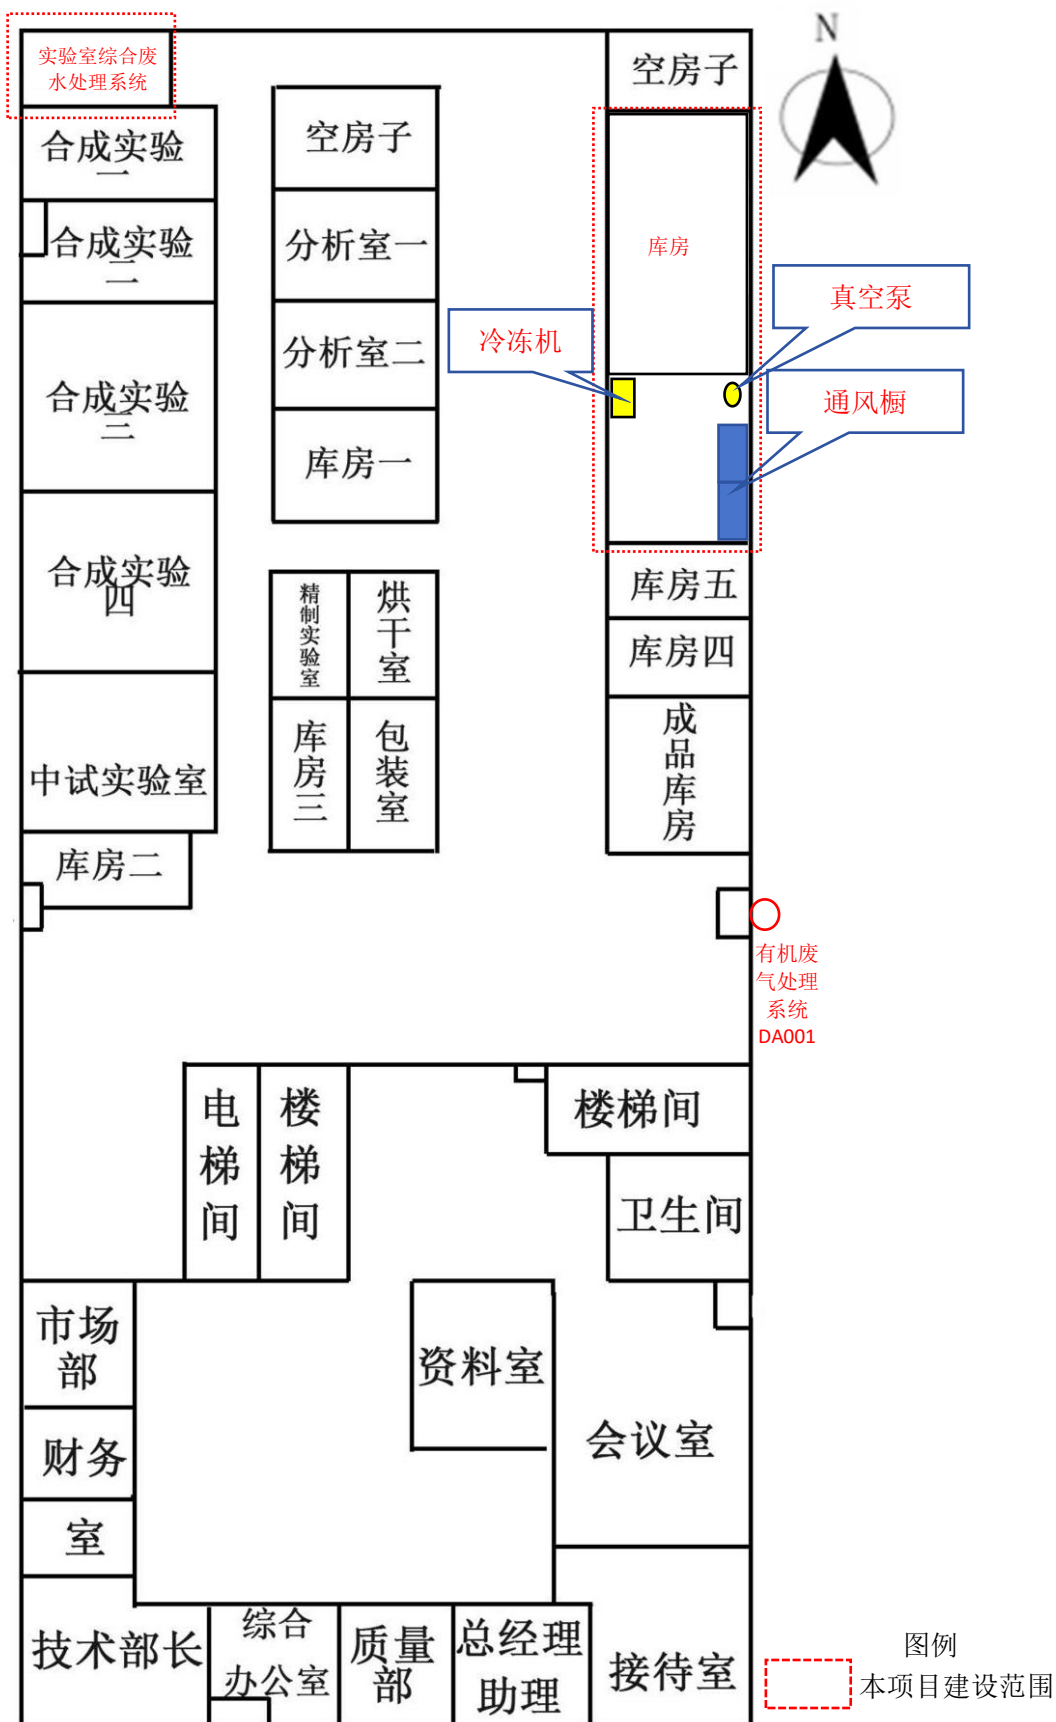 N
实验室综合废
水处理系统
空房子
合成实验
一
空房子
合成实验
二
分析室一
库房
真空泵
冷冻机
分析室二
通风橱
合成实验
三
库房一
合成实验
四
精制实验室
烘干室
库房五
库房四
库房三
包装室
成品库房
中试实验室
库房二
有机废
气处理
系统
DA001
电梯间
楼梯间
楼梯间
卫生间
市场
部
资料室
会议室
财务
室
技术部长
综合
办公室
质量
部
总经理
助理
接待室
图例
本项目建设范围